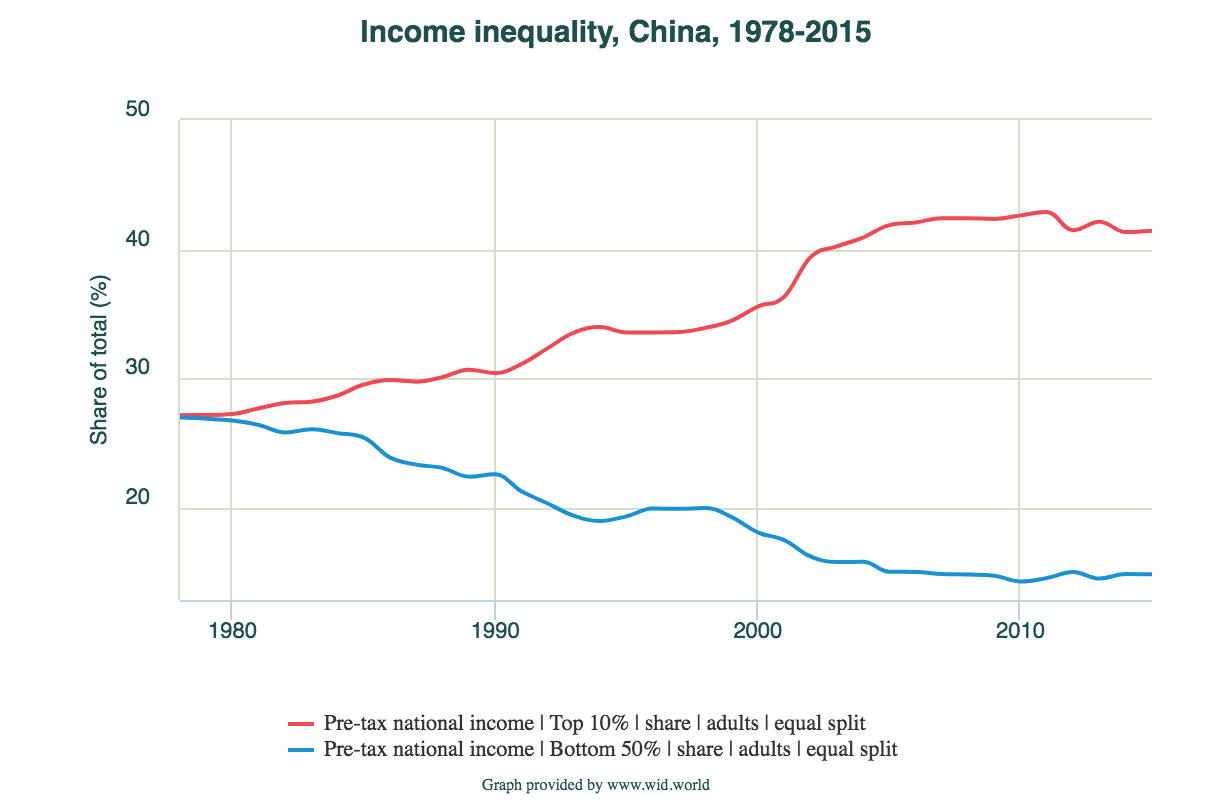 Income inequality, China, 1978-2015
50
40
30
20
Share of total (%)
1980 1990 2000 2010
Pre-tax national income | Top 10% | share | adults | equal split
Pre-tax national income | Bottom 50% | share | adults | equal split
Graph provided by www.wid.world